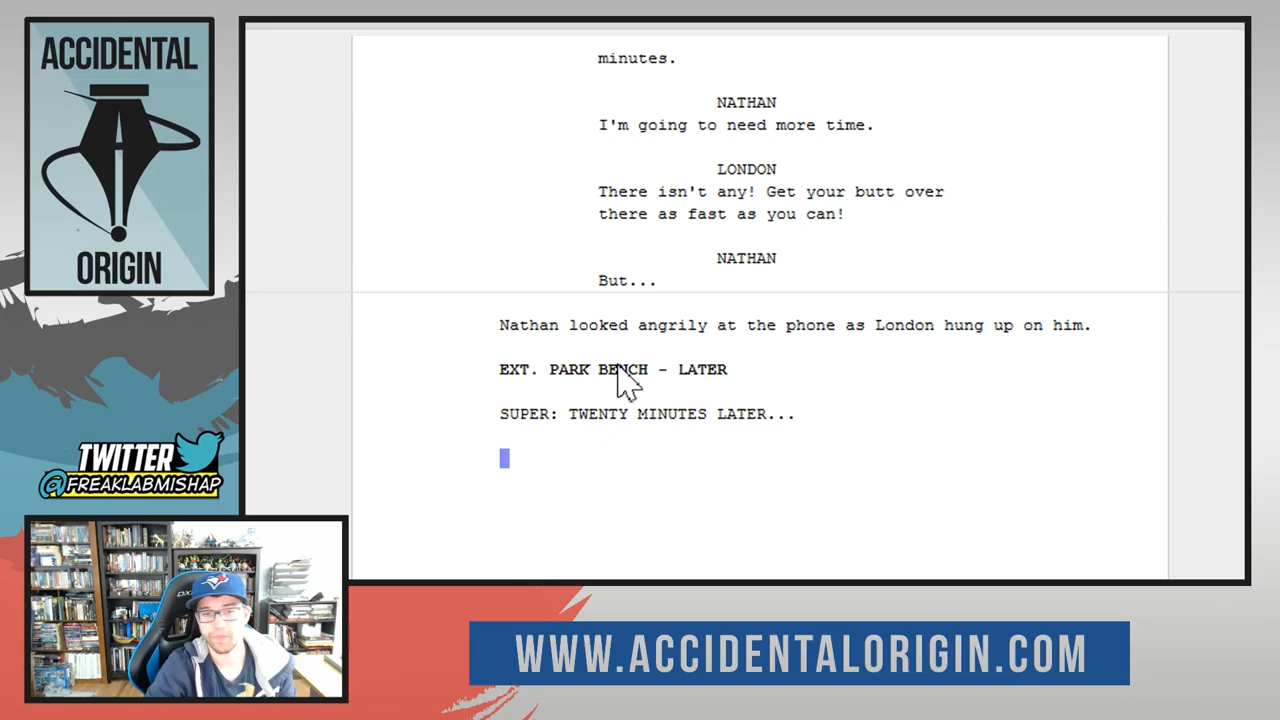 ACCIDENTAL
ORIGIN
minutes.
NATHAN
I'm going to need more time.
LONDON
There isn't any! Get your butt over
there as fast as you can!
NATHAN
But...
Nathan looked angrily at the phone as London hung up on him.
EXT. PARK BENCH - LATER
SUPER: TWENTY MINUTES LATER...
TWITTER
@FREAKLABMISHAP
WWW.ACCIDENTALORIGIN.COM